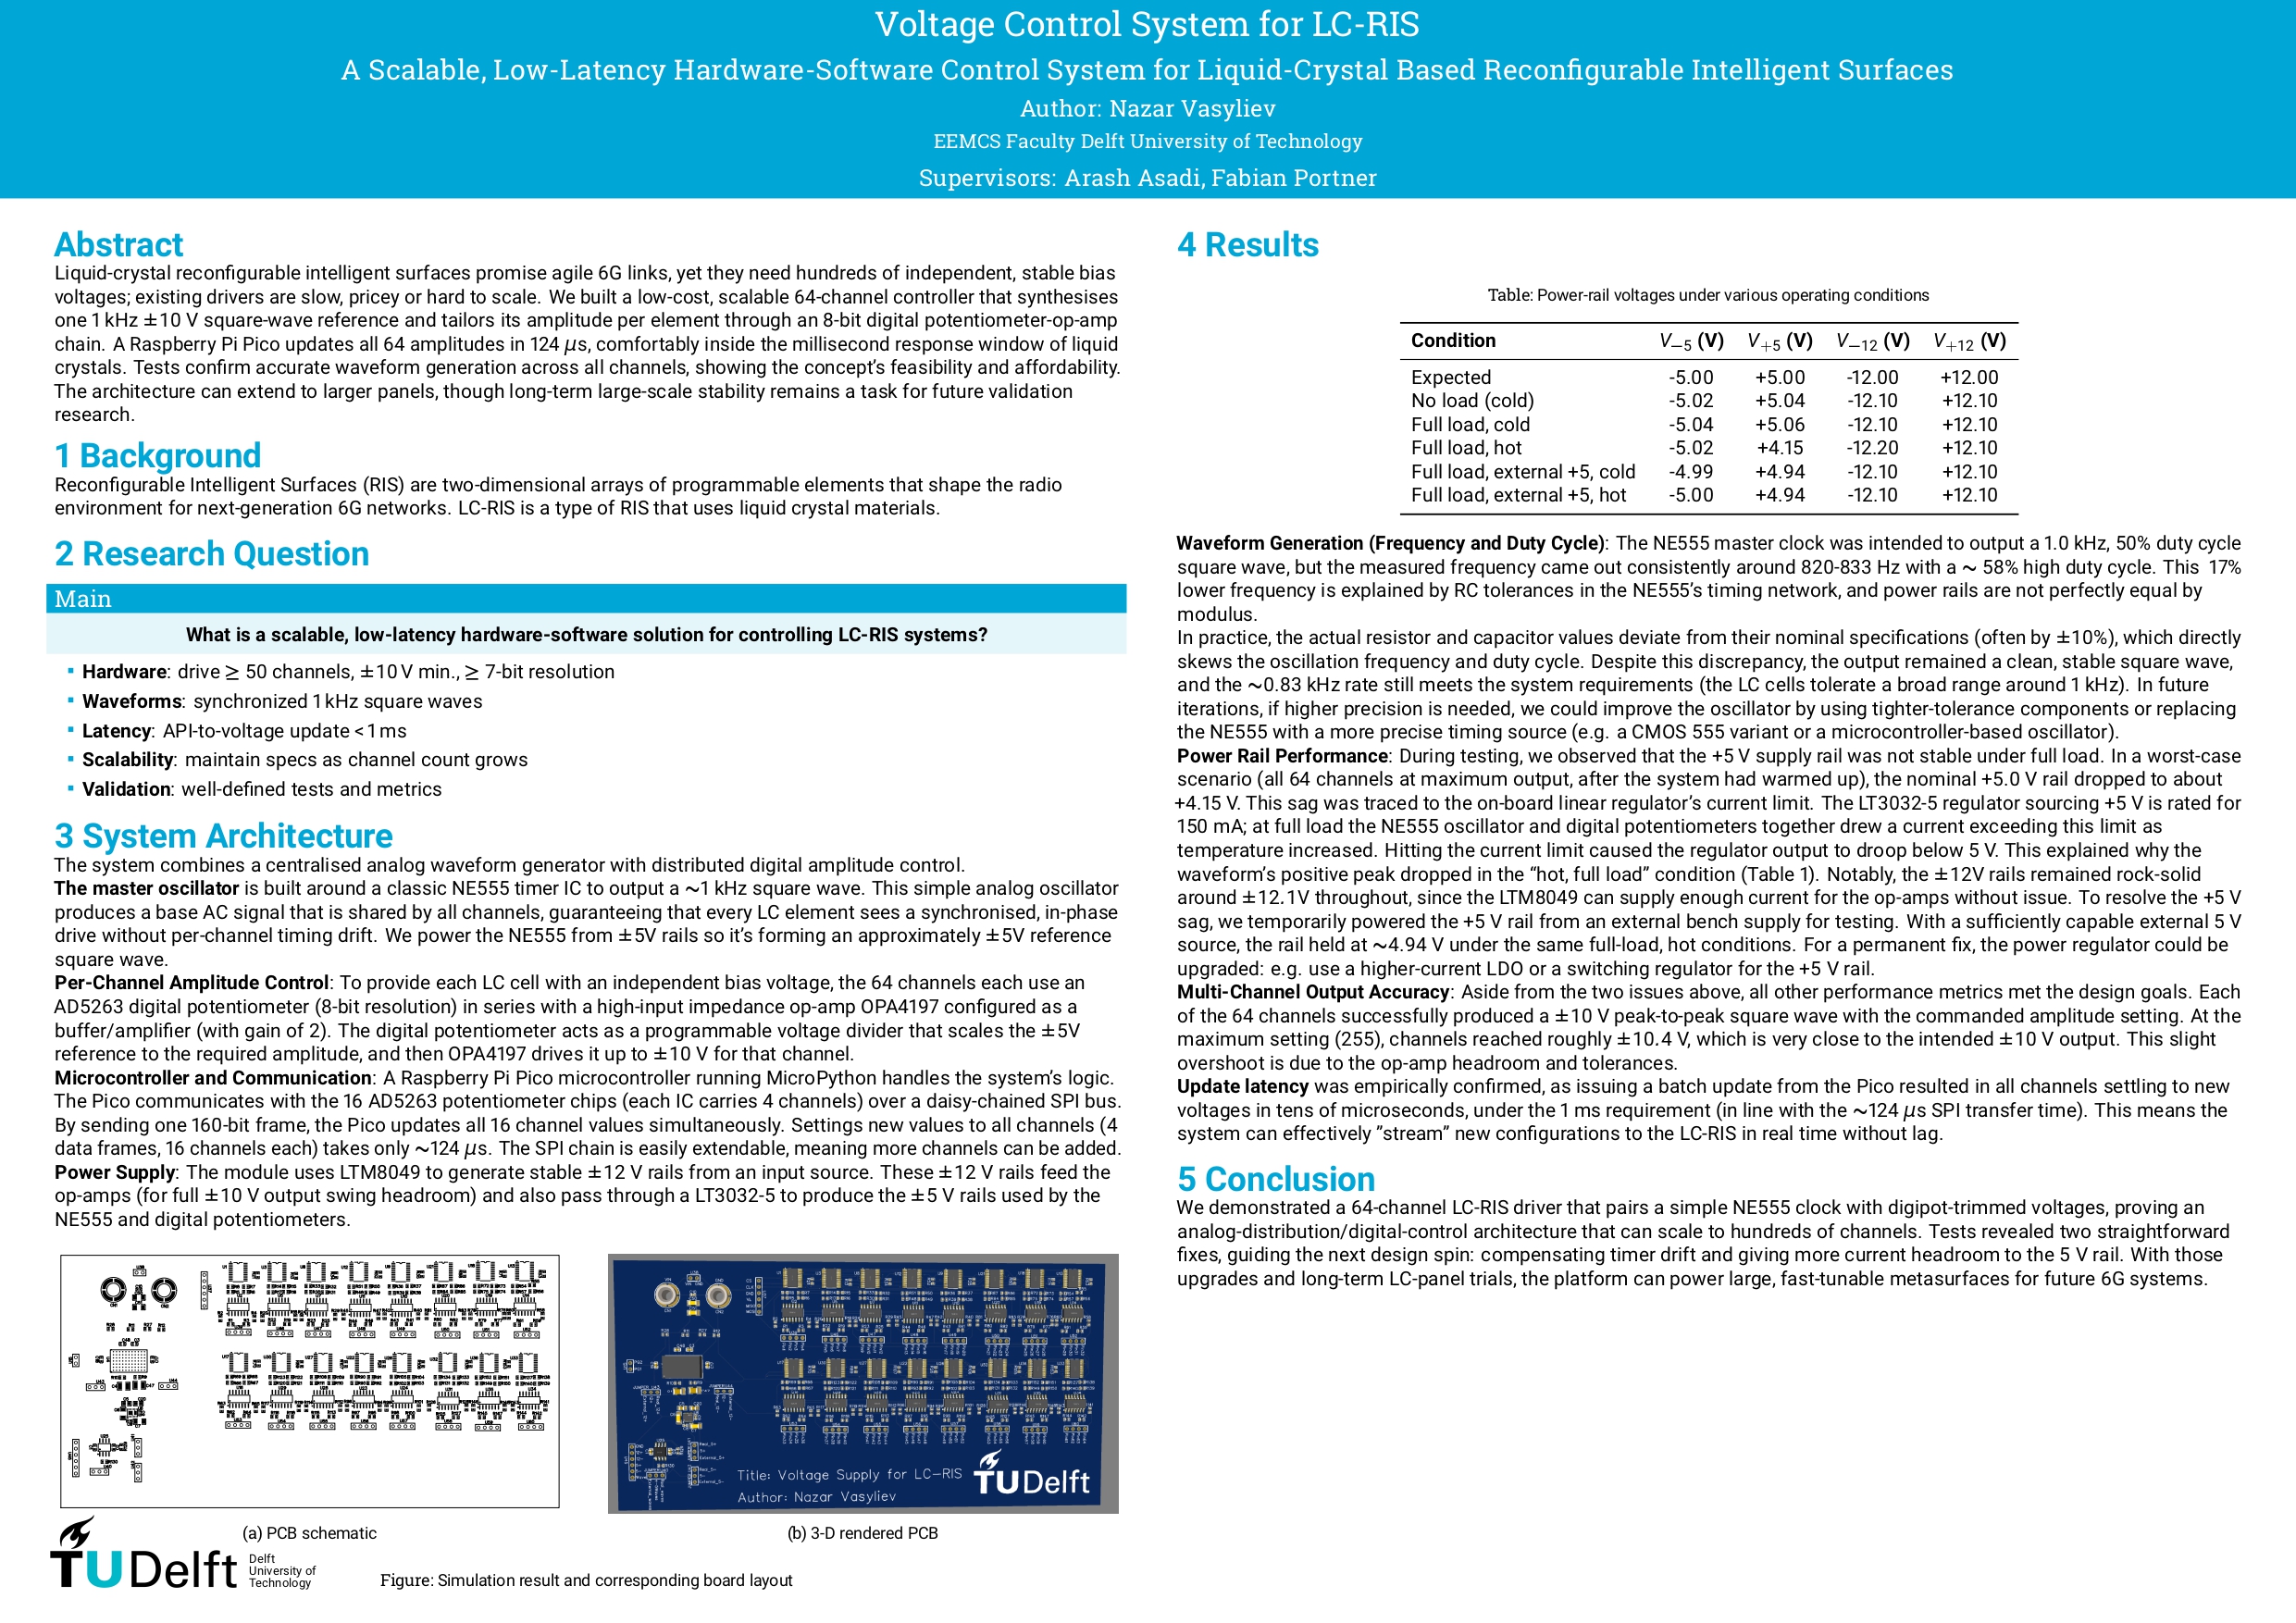 Voltage Control System for LC-RIS
A Scalable, Low-Latency Hardware-Software Control System for Liquid-Crystal Based Reconfigurable Intelligent Surfaces
Author: Nazar Vasyliev
EEMCS Faculty Delft University of Technology
Supervisors: Arash Asadi, Fabian Portner
Abstract
Liquid-crystal reconfigurable intelligent surfaces promise agile 6G links, yet they need hundreds of independent, stable bias
voltages; existing drivers are slow, pricey or hard to scale. We built a low-cost, scalable 64-channel controller that synthesises
one 1 kHz ±10 V square-wave reference and tailors its amplitude per element through an 8-bit digital potentiometer-op-amp
chain. A Raspberry Pi Pico updates all 64 amplitudes in 124 μs, comfortably inside the millisecond response window of liquid
crystals. Tests confirm accurate waveform generation across all channels, showing the concept's feasibility and affordability.
The architecture can extend to larger panels, though long-term large-scale stability remains a task for future validation
research.
1 Background
Reconfigurable Intelligent Surfaces (RIS) are two-dimensional arrays of programmable elements that shape the radio
environment for next-generation 6G networks. LC-RIS is a type of RIS that uses liquid crystal materials.
2 Research Question
Main
What is a scalable, low-latency hardware-software solution for controlling LC-RIS systems?
Hardware: drive ≥ 50 channels, ±10 V min., ≥ 7-bit resolution
Waveforms: synchronized 1 kHz square waves
Latency: API-to-voltage update < 1 ms
Scalability: maintain specs as channel count grows
Validation: well-defined tests and metrics
3 System Architecture
The system combines a centralised analog waveform generator with distributed digital amplitude control.
The master oscillator is built around a classic NE555 timer IC to output a ~1 kHz square wave. This simple analog oscillator
produces a base AC signal that is shared by all channels, guaranteeing that every LC element sees a synchronised, in-phase
drive without per-channel timing drift. We power the NE555 from ±5V rails so it's forming an approximately ±5V reference
square wave.
Per-Channel Amplitude Control: To provide each LC cell with an independent bias voltage, the 64 channels each use an
AD5263 digital potentiometer (8-bit resolution) in series with a high-input impedance op-amp OPA4197 configured as a
buffer/amplifier (with gain of 2). The digital potentiometer acts as a programmable voltage divider that scales the ±5V
reference to the required amplitude, and then OPA4197 drives it up to ±10 V for that channel.
Microcontroller and Communication: A Raspberry Pi Pico microcontroller running MicroPython handles the system's logic.
The Pico communicates with the 16 AD5263 potentiometer chips (each IC carries 4 channels) over a daisy-chained SPI bus.
By sending one 160-bit frame, the Pico updates all 16 channel values simultaneously. Settings new values to all channels (4
data frames, 16 channels each) takes only ~124 μs. The SPI chain is easily extendable, meaning more channels can be added.
Power Supply: The module uses LTM8049 to generate stable ±12 V rails from an input source. These ±12 V rails feed the
op-amps (for full ±10 V output swing headroom) and also pass through a LT3032-5 to produce the ±5 V rails used by the
NE555 and digital potentiometers.
Title: Voltage Supply for LC-RIS
Author: Nazar Vasyliev
TUDelft
(a) PCB schematic
(b) 3-D rendered PCB
TUDelft
Delft
University of
Technology
Figure: Simulation result and corresponding board layout
4 Results
Table: Power-rail voltages under various operating conditions
Condition V−5 (V) V+5 (V) V−12 (V) V+12 (V)
Expected -5.00 +5.00 -12.00 +12.00
No load (cold) -5.02 +5.04 -12.10 +12.10
Full load, cold -5.04 +5.06 -12.10 +12.10
Full load, hot -5.02 +4.15 -12.20 +12.10
Full load, external +5, cold -4.99 +4.94 -12.10 +12.10
Full load, external +5, hot -5.00 +4.94 -12.10 +12.10
Waveform Generation (Frequency and Duty Cycle): The NE555 master clock was intended to output a 1.0 kHz, 50% duty cycle
square wave, but the measured frequency came out consistently around 820-833 Hz with a ~ 58% high duty cycle. This 17%
lower frequency is explained by RC tolerances in the NE555's timing network, and power rails are not perfectly equal by
modulus.
In practice, the actual resistor and capacitor values deviate from their nominal specifications (often by ±10%), which directly
skews the oscillation frequency and duty cycle. Despite this discrepancy, the output remained a clean, stable square wave,
and the ~0.83 kHz rate still meets the system requirements (the LC cells tolerate a broad range around 1 kHz). In future
iterations, if higher precision is needed, we could improve the oscillator by using tighter-tolerance components or replacing
the NE555 with a more precise timing source (e.g. a CMOS 555 variant or a microcontroller-based oscillator).
Power Rail Performance: During testing, we observed that the +5 V supply rail was not stable under full load. In a worst-case
scenario (all 64 channels at maximum output, after the system had warmed up), the nominal +5.0 V rail dropped to about
+4.15 V. This sag was traced to the on-board linear regulator's current limit. The LT3032-5 regulator sourcing +5 V is rated for
150 mA; at full load the NE555 oscillator and digital potentiometers together drew a current exceeding this limit as
temperature increased. Hitting the current limit caused the regulator output to droop below 5 V. This explained why the
waveform's positive peak dropped in the "hot, full load" condition (Table 1). Notably, the ±12V rails remained rock-solid
around ±12.1V throughout, since the LTM8049 can supply enough current for the op-amps without issue. To resolve the +5 V
sag, we temporarily powered the +5 V rail from an external bench supply for testing. With a sufficiently capable external 5 V
source, the rail held at ~4.94 V under the same full-load, hot conditions. For a permanent fix, the power regulator could be
upgraded: e.g. use a higher-current LDO or a switching regulator for the +5 V rail.
Multi-Channel Output Accuracy: Aside from the two issues above, all other performance metrics met the design goals. Each
of the 64 channels successfully produced a ±10 V peak-to-peak square wave with the commanded amplitude setting. At the
maximum setting (255), channels reached roughly ±10.4 V, which is very close to the intended ±10 V output. This slight
overshoot is due to the op-amp headroom and tolerances.
Update latency was empirically confirmed, as issuing a batch update from the Pico resulted in all channels settling to new
voltages in tens of microseconds, under the 1 ms requirement (in line with the ~124 μs SPI transfer time). This means the
system can effectively "stream" new configurations to the LC-RIS in real time without lag.
5 Conclusion
We demonstrated a 64-channel LC-RIS driver that pairs a simple NE555 clock with digipot-trimmed voltages, proving an
analog-distribution/digital-control architecture that can scale to hundreds of channels. Tests revealed two straightforward
fixes, guiding the next design spin: compensating timer drift and giving more current headroom to the 5 V rail. With those
upgrades and long-term LC-panel trials, the platform can power large, fast-tunable metasurfaces for future 6G systems.